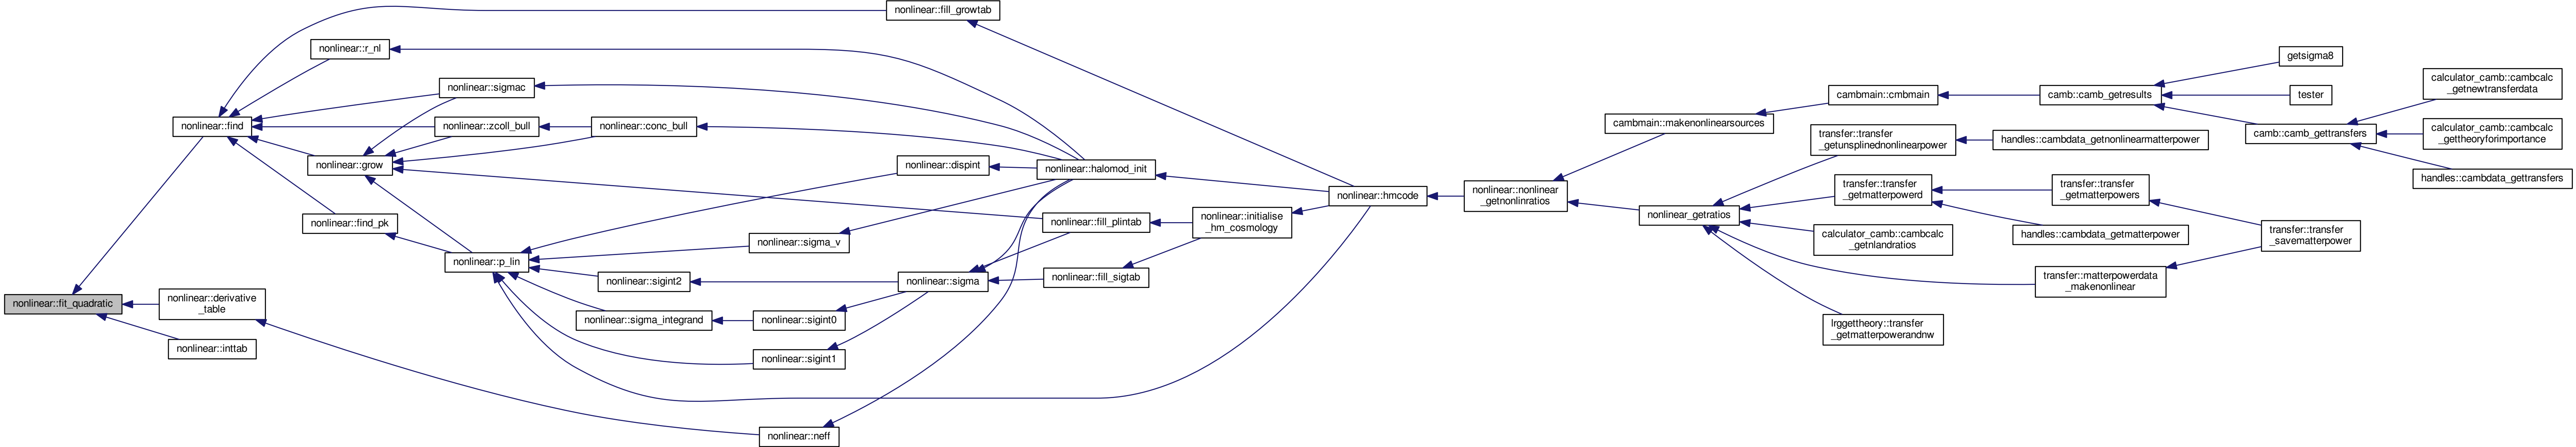 nonlinear::fit_quadratic
nonlinear::find
nonlinear::derivative
_table
nonlinear::inttab
nonlinear::fill_growtab
nonlinear::r_nl
nonlinear::sigmac
nonlinear::zcoll_bull
nonlinear::conc_bull
nonlinear::grow
nonlinear::find_pk
nonlinear::p_lin
nonlinear::dispint
nonlinear::sigma_v
nonlinear::sigint2
nonlinear::sigma_integrand
nonlinear::sigint0
nonlinear::sigint1
nonlinear::neff
nonlinear::sigma
nonlinear::halomod_init
nonlinear::fill_plintab
nonlinear::fill_sigtab
nonlinear::initialise
_hm_cosmology
nonlinear::hmcode
nonlinear::nonlinear
_getnonlinratios
cambmain::makenonlinearsources
nonlinear_getratios
cambmain::cmbmain
transfer::transfer
_getunsplinednonlinearpower
transfer::transfer
_getmatterpowerd
calculator_camb::cambcalc
_getnlandratios
lrggettheory::transfer
_getmatterpowerandnw
camb::camb_getresults
handles::cambdata_getnonlinearmatterpower
transfer::transfer
_getmatterpowers
handles::cambdata_getmatterpower
transfer::matterpowerdata
_makenonlinear
getsigma8
tester
camb::camb_gettransfers
transfer::transfer
_savematterpower
calculator_camb::cambcalc
_getnewtransferdata
calculator_camb::cambcalc
_gettheoryforimportance
handles::cambdata_gettransfers